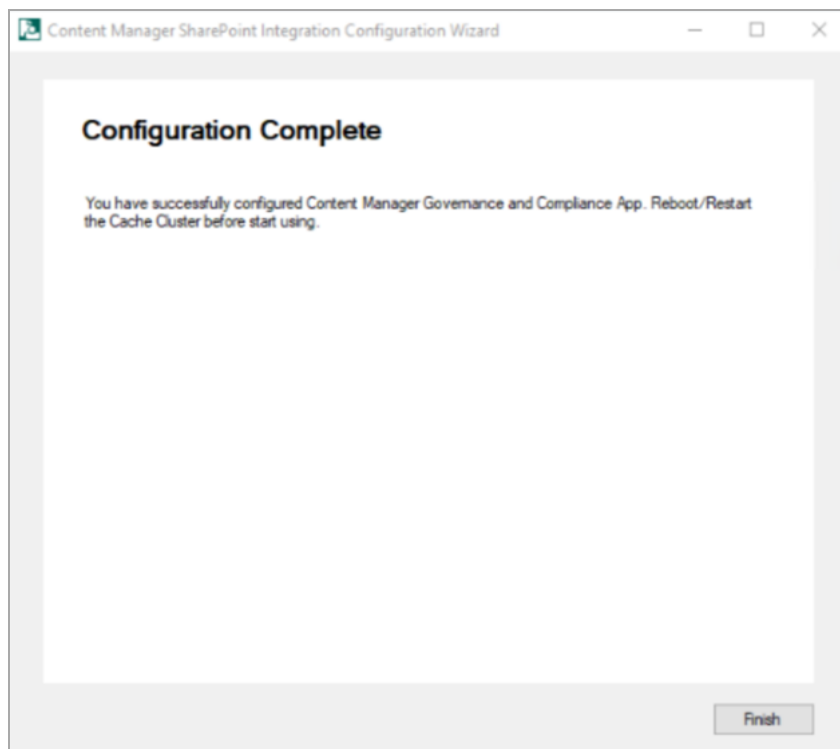 Content Manager SharePoint Integration Configuration Wizard
Configuration Complete
You have successfully configured Content Manager Governance and Compliance App. Reboot/Restart
the Cache Cluster before start using.
Finish